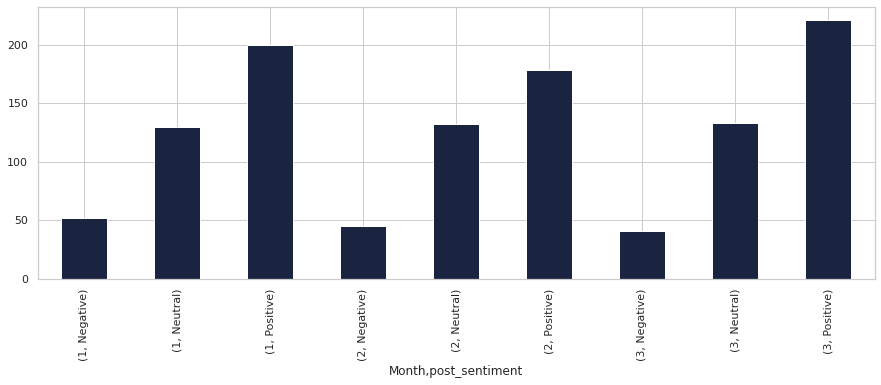 200
150
100
50
0
(1, Negative)
(1, Neutral)
(1, Positive)
(2, Negative)
(2, Neutral)
(2, Positive)
(3, Negative)
(3, Neutral)
(3, Positive)
Month,post_sentiment